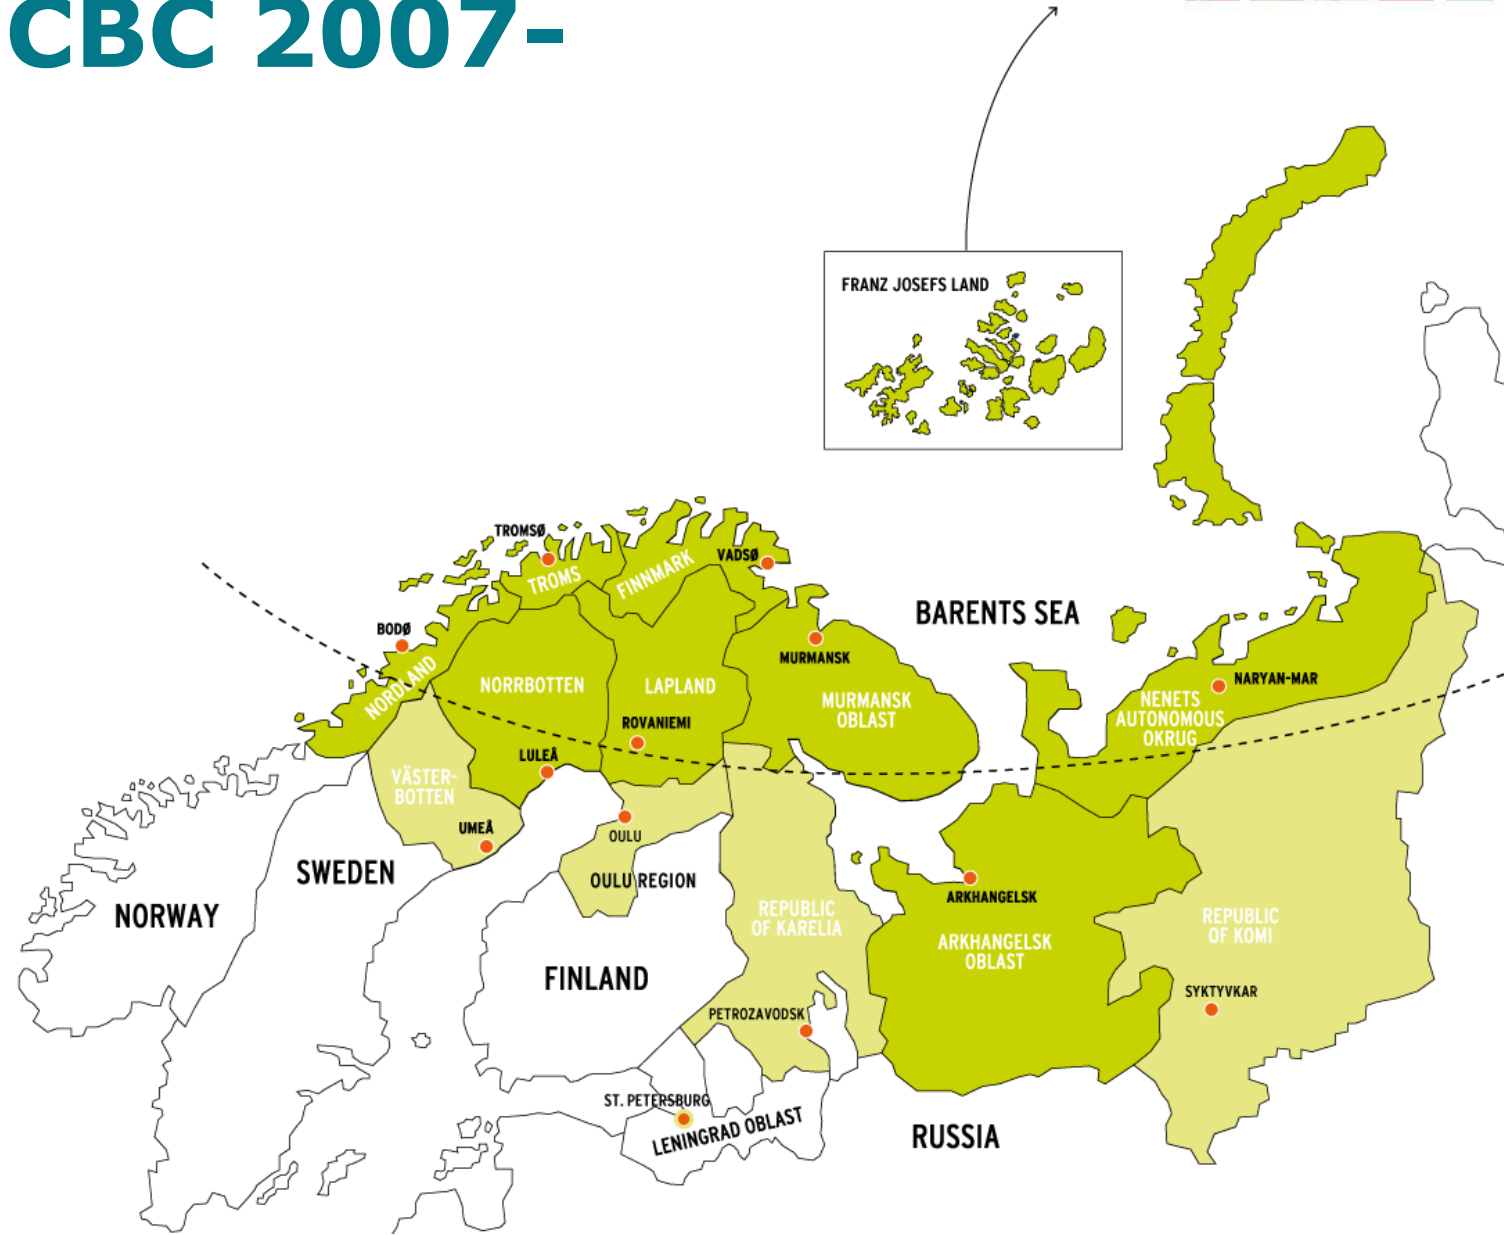 CBC 2007-
FRANZ JOSEFS LAND
TROMSØ
TROMS
FINNMARK
VADSØ
BARENTS SEA
BODØ
NORDLAND
MURMANSK
NORRBOTTEN
LAPLAND
MURMANSK
OBLAST
NARYAN-MAR
NENETS
AUTONOMOUS
OKRUG
ROVANIEMI
LULEÅ
VÄSTER-
BOTTEN
UMEÅ
OULU
SWEDEN
OULU REGION
ARKHANGELSK
NORWAY
REPUBLIC
OF KARELIA
REPUBLIC
OF KOMI
ARKHANGELSK
OBLAST
FINLAND
SYKTYVKAR
PETROZAVODSK
ST. PETERSBURG
LENINGRAD OBLAST
RUSSIA